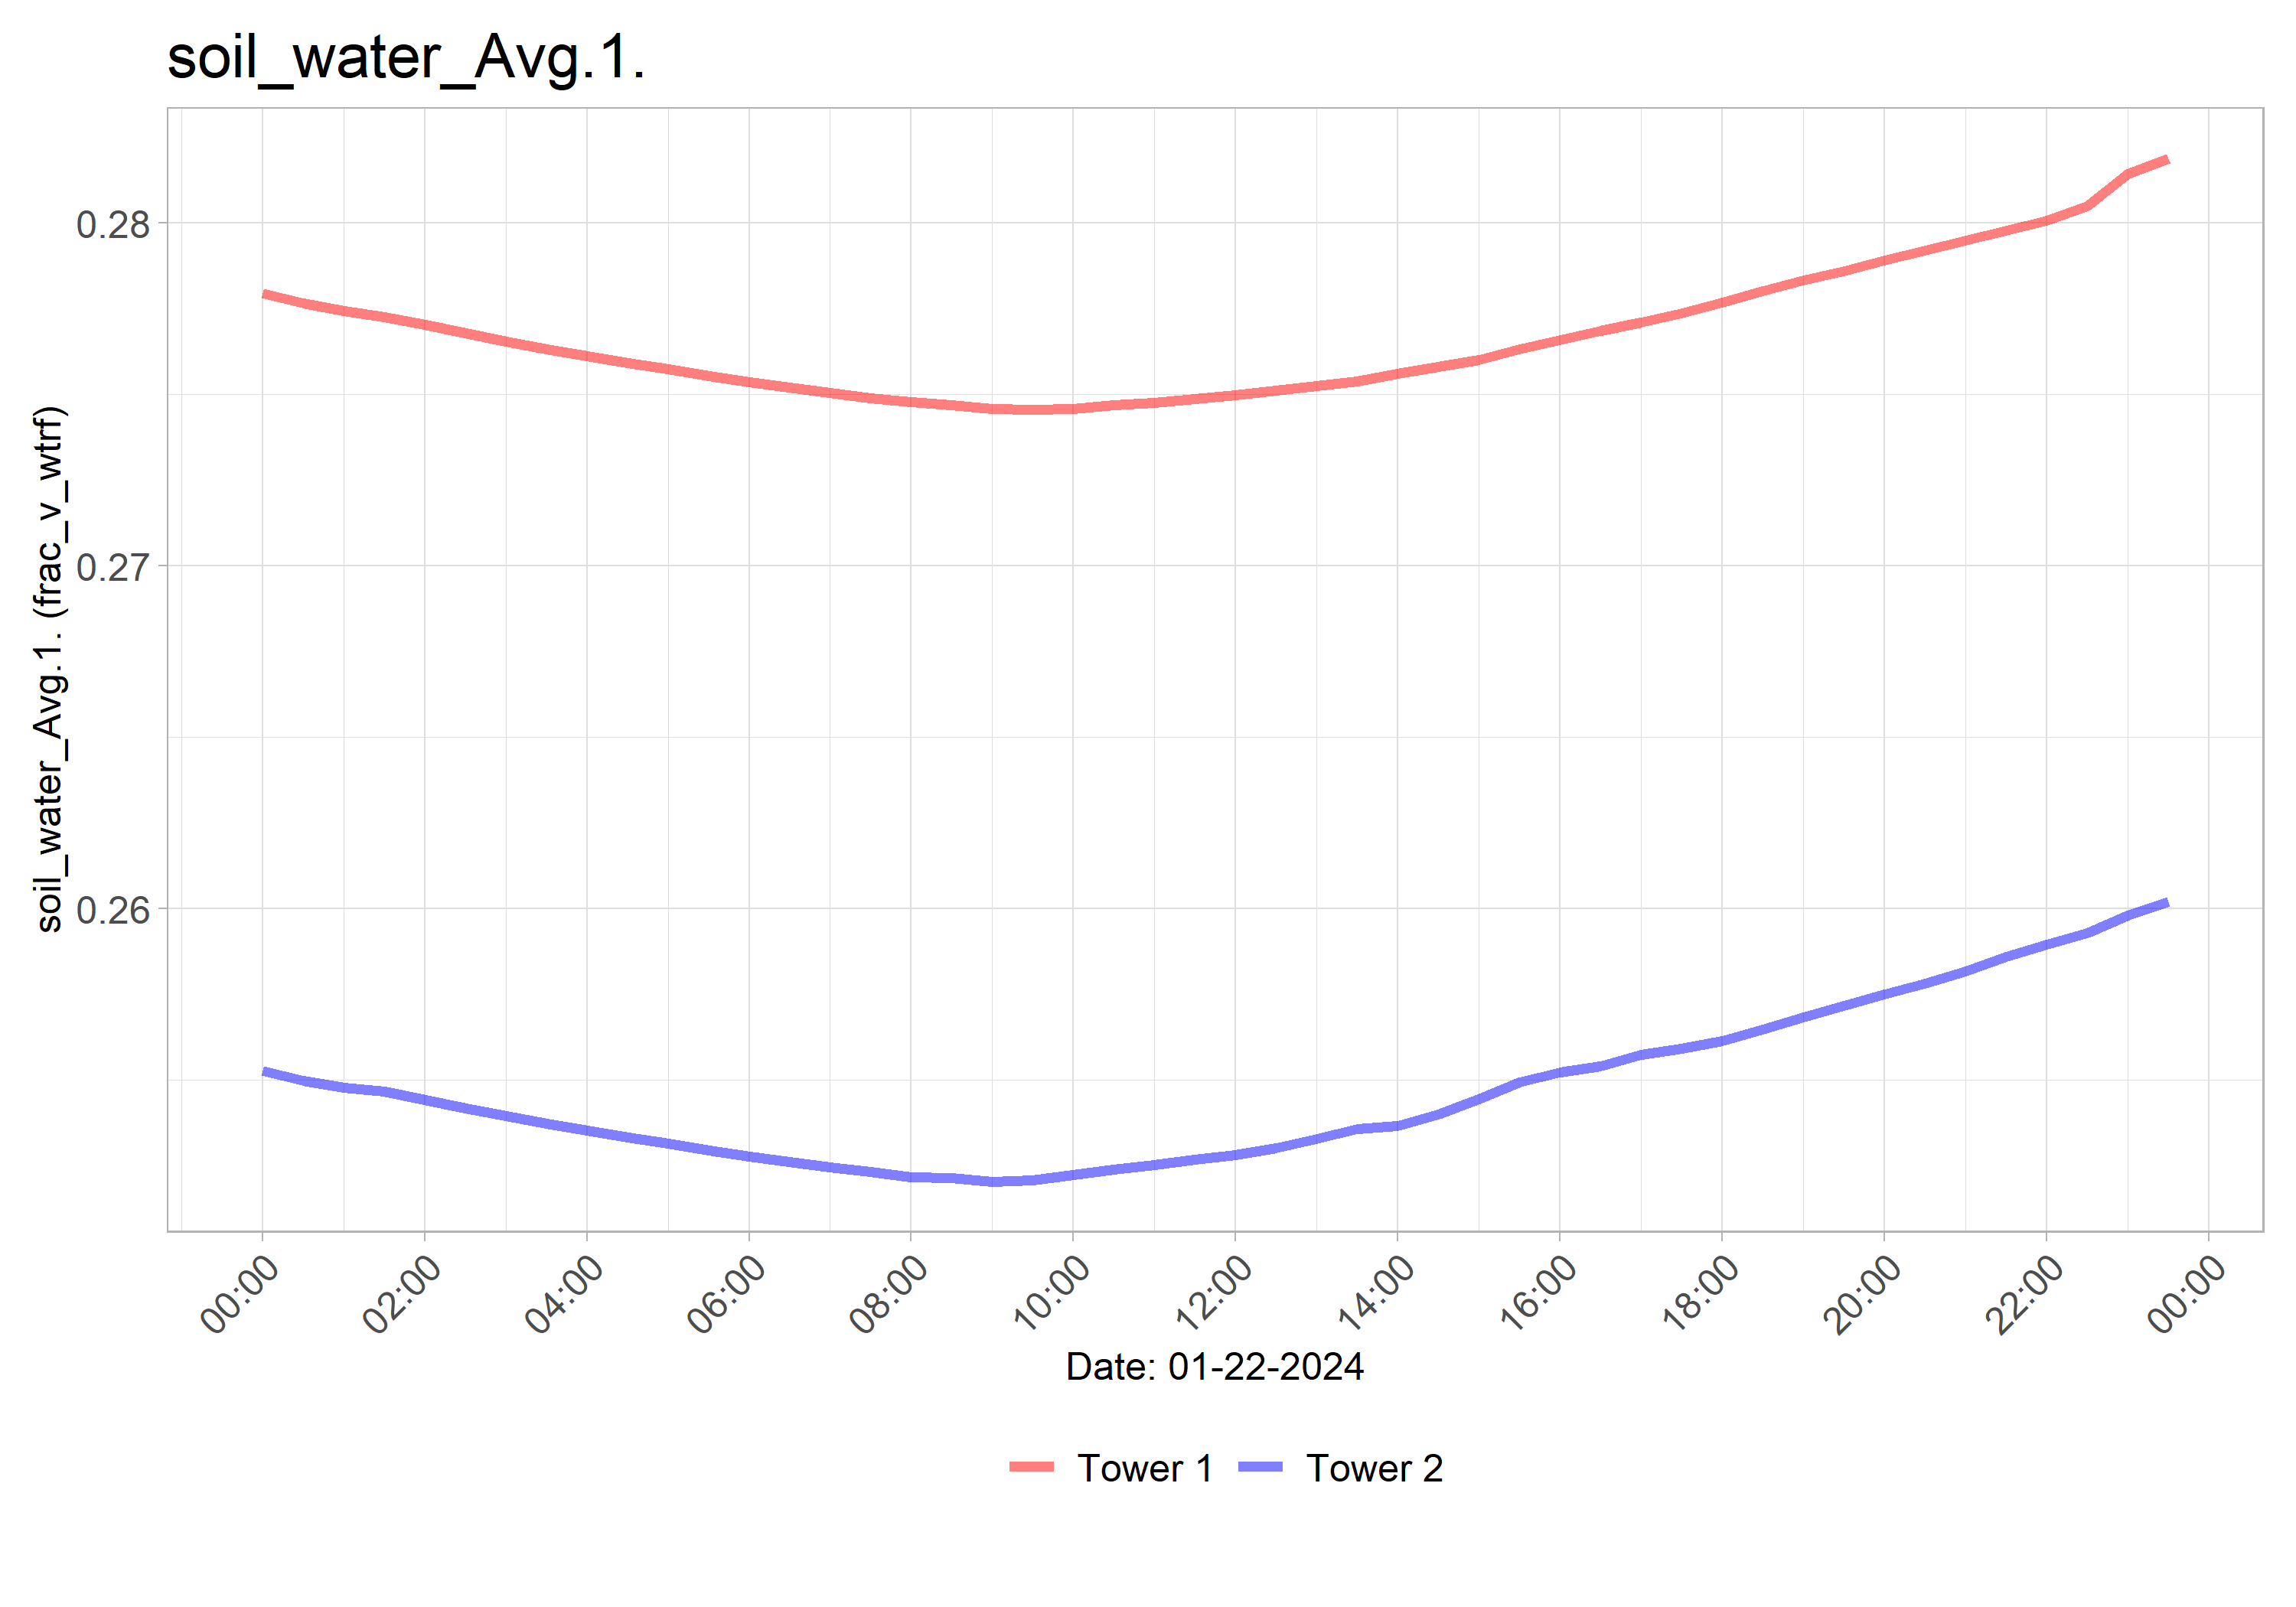 soil_water_Avg.1.
soil_water_Avg.1. (frac_v_wtrf)
0.28
0.27
0.26
00:00 02:00 04:00 06:00 08:00 10:00 12:00 14:00 16:00 18:00 20:00 22:00 00:00
Date: 01-22-2024
Tower 1 Tower 2